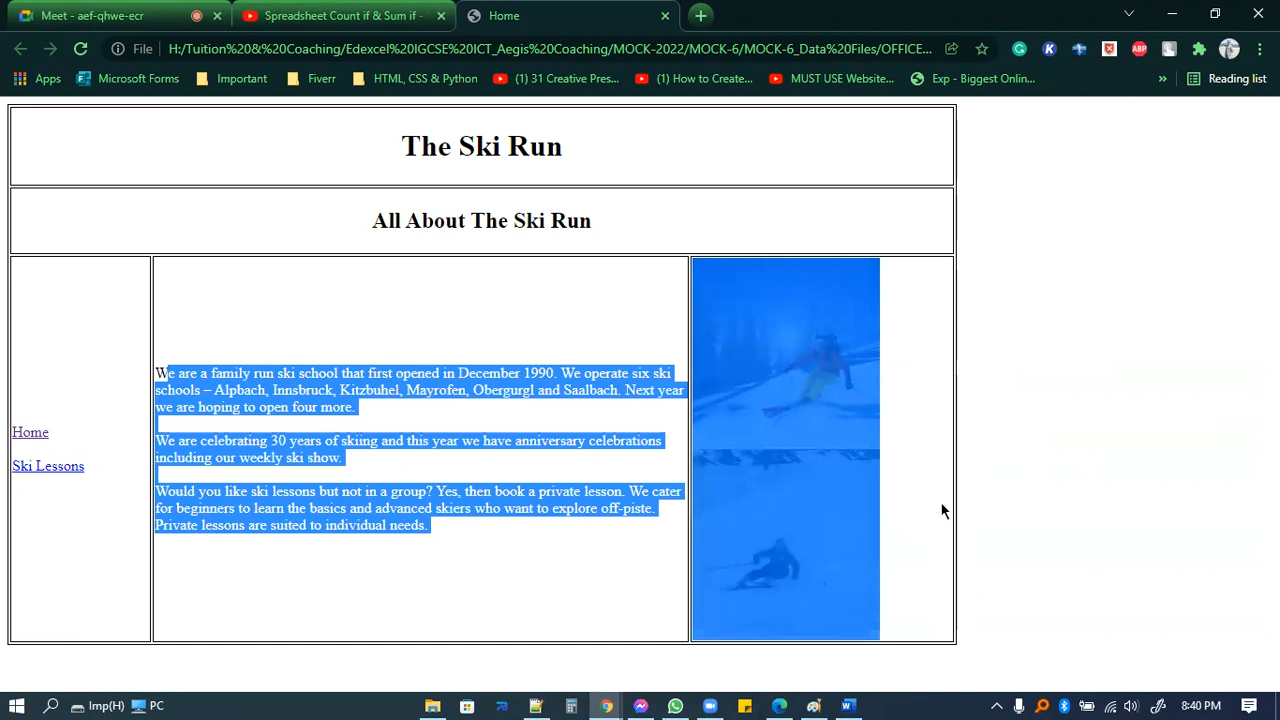 Meet - aef-qhwe-ecr
Spreadsheet Count if & Sum if -
Home
File
H:/Tuition%20&%20Coaching/Edexcel%20IGCSE%20ICT_Aegis%20Coaching/MOCK-2022/MOCK-6/MOCK-6_Data%20Files/OFFICE...
Apps
Microsoft Forms
Important
Fiverr
HTML, CSS & Python
(1) 31 Creative Pres...
(1) How to Create...
MUST USE Website...
Exp - Biggest Onlin...
»
Reading list
The Ski Run
All About The Ski Run
Home
Ski Lessons
We are a family run ski school that first opened in December 1990. We operate six ski
schools – Alpbach, Innsbruck, Kitzbuhel, Mayrofen, Obergurgl and Saalbach. Next year
we are hoping to open four more.
We are celebrating 30 years of skiing and this year we have anniversary celebrations
including our weekly ski show.
Would you like ski lessons but not in a group? Yes, then book a private lesson. We cater
for beginners to learn the basics and advanced skiers who want to explore off-piste.
Private lessons are suited to individual needs.
Imp(H)
PC
8:40 PM